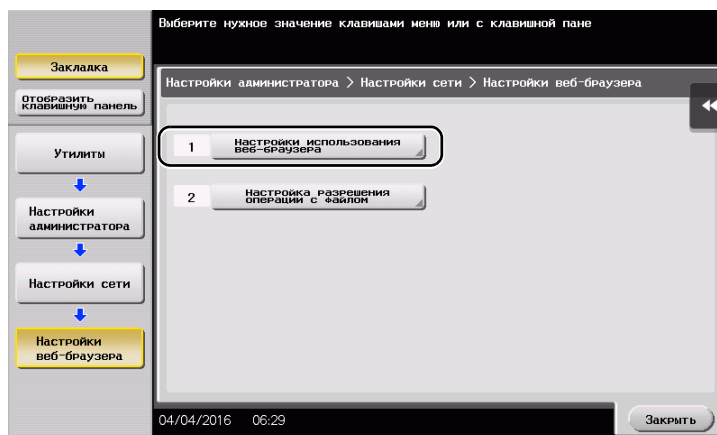 Выберите нужное значение клавишами меню или с клавишной пане
Закладка
Отобразить
клавишную панель
Настройки администратора > Настройки сети > Настройки веб-браузера
Утилиты
1 Настройки использования
веб-браузера
2 Настройка разрешения
операции с файлом
Настройки
администратора
Настройки сети
Настройки
веб-браузера
04/04/2016 06:29
Закрыть